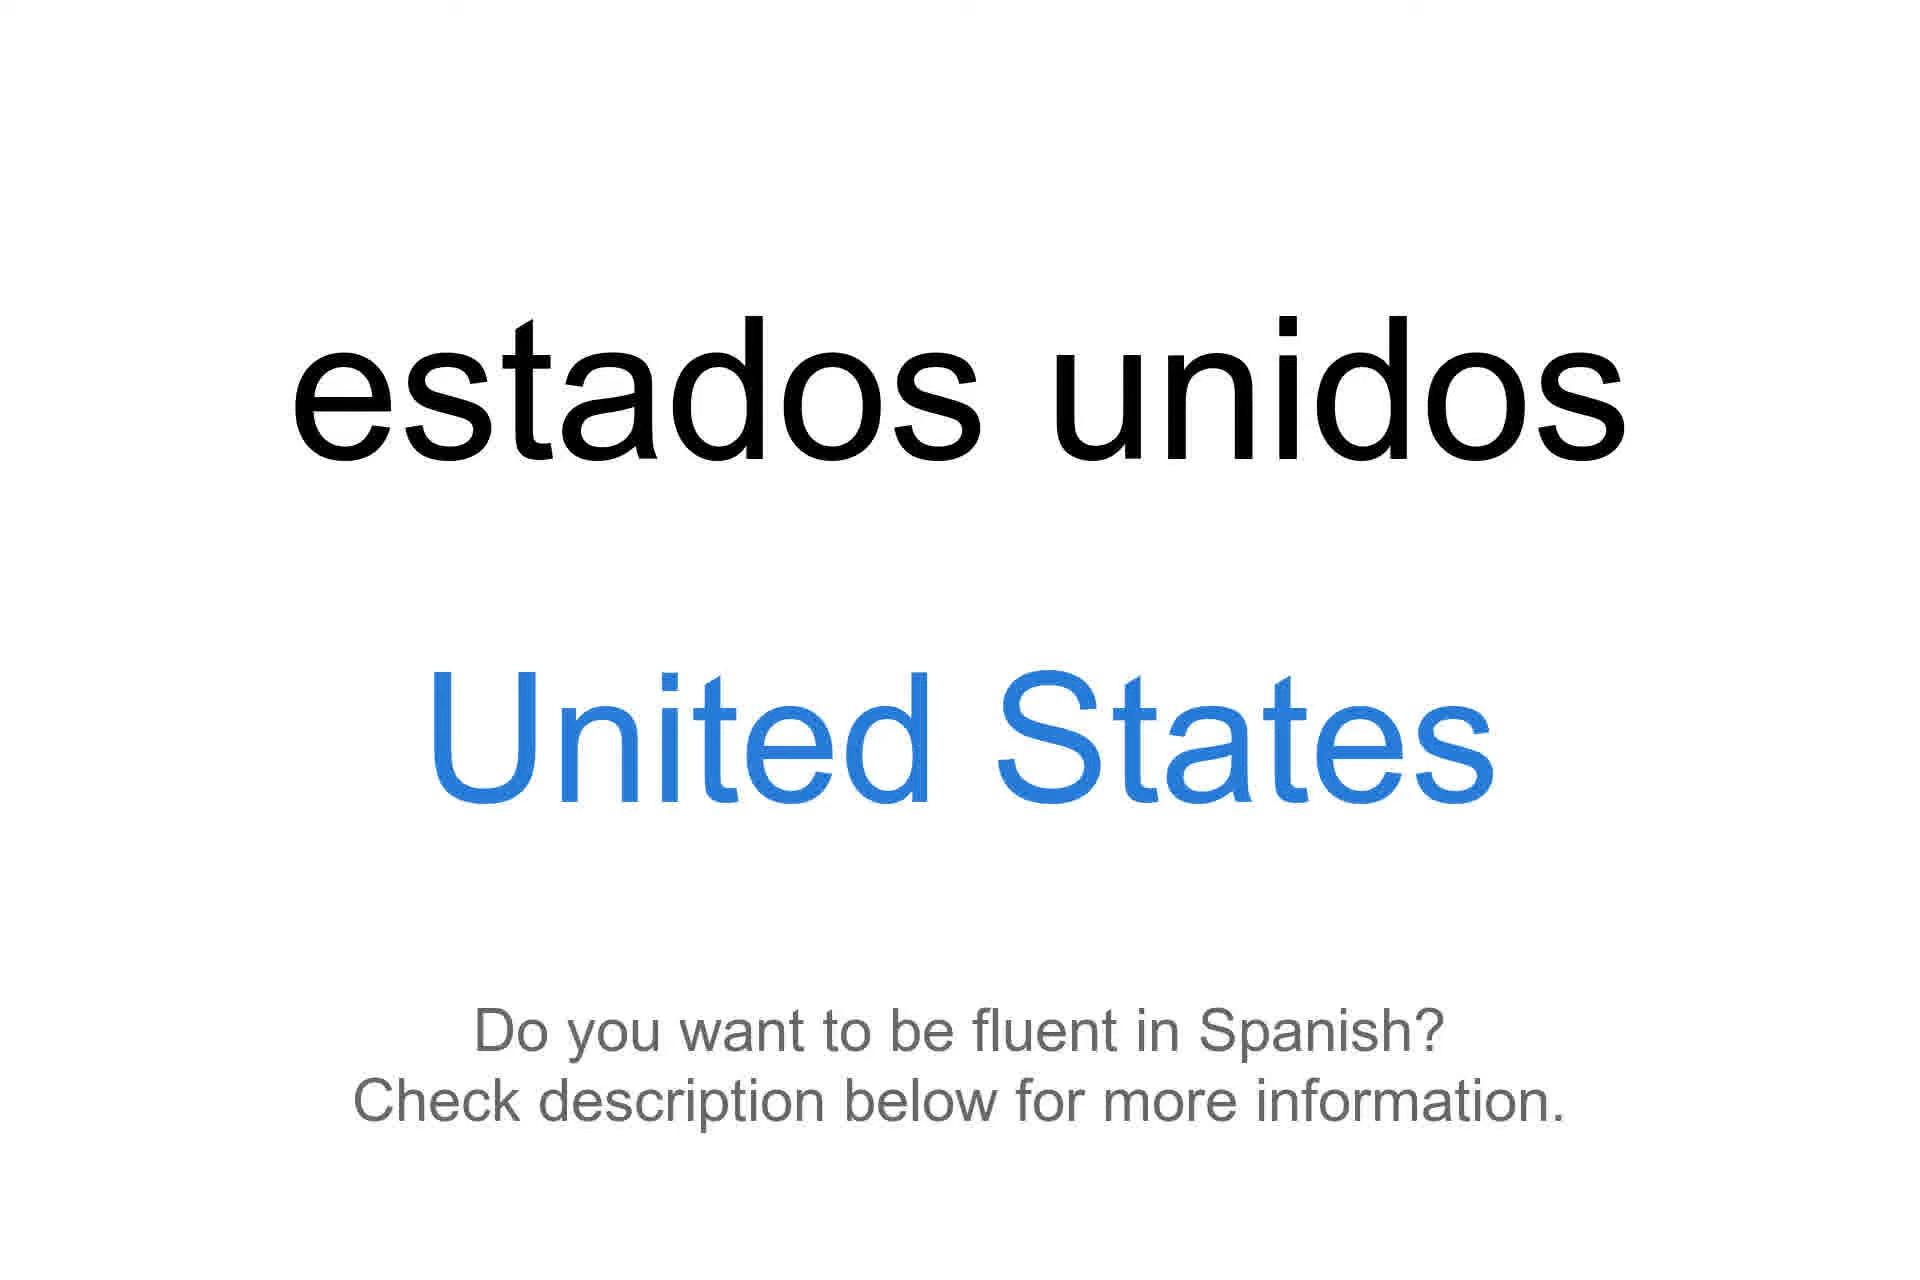 estados unidos
United States
Do you want to be fluent in Spanish?
Check description below for more information.